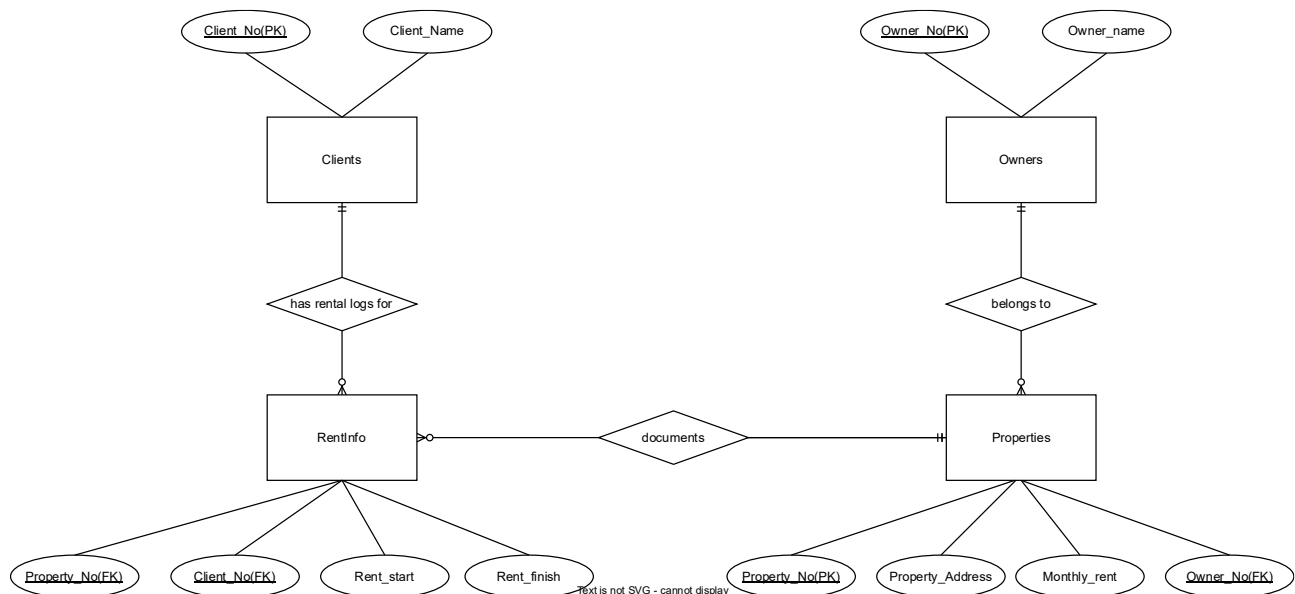 Client_No(PK)
Client_Name
Owner_No(PK)
Owner_name
Clients
Owners
has rental logs for
belongs to
RentInfo
documents
Properties
Property_No(FK)
Client_No(FK)
Rent_start
Rent_finish
Property_No(PK)
Property_Address
Monthly_rent
Owner_No(FK)
Text is not SVG - cannot display